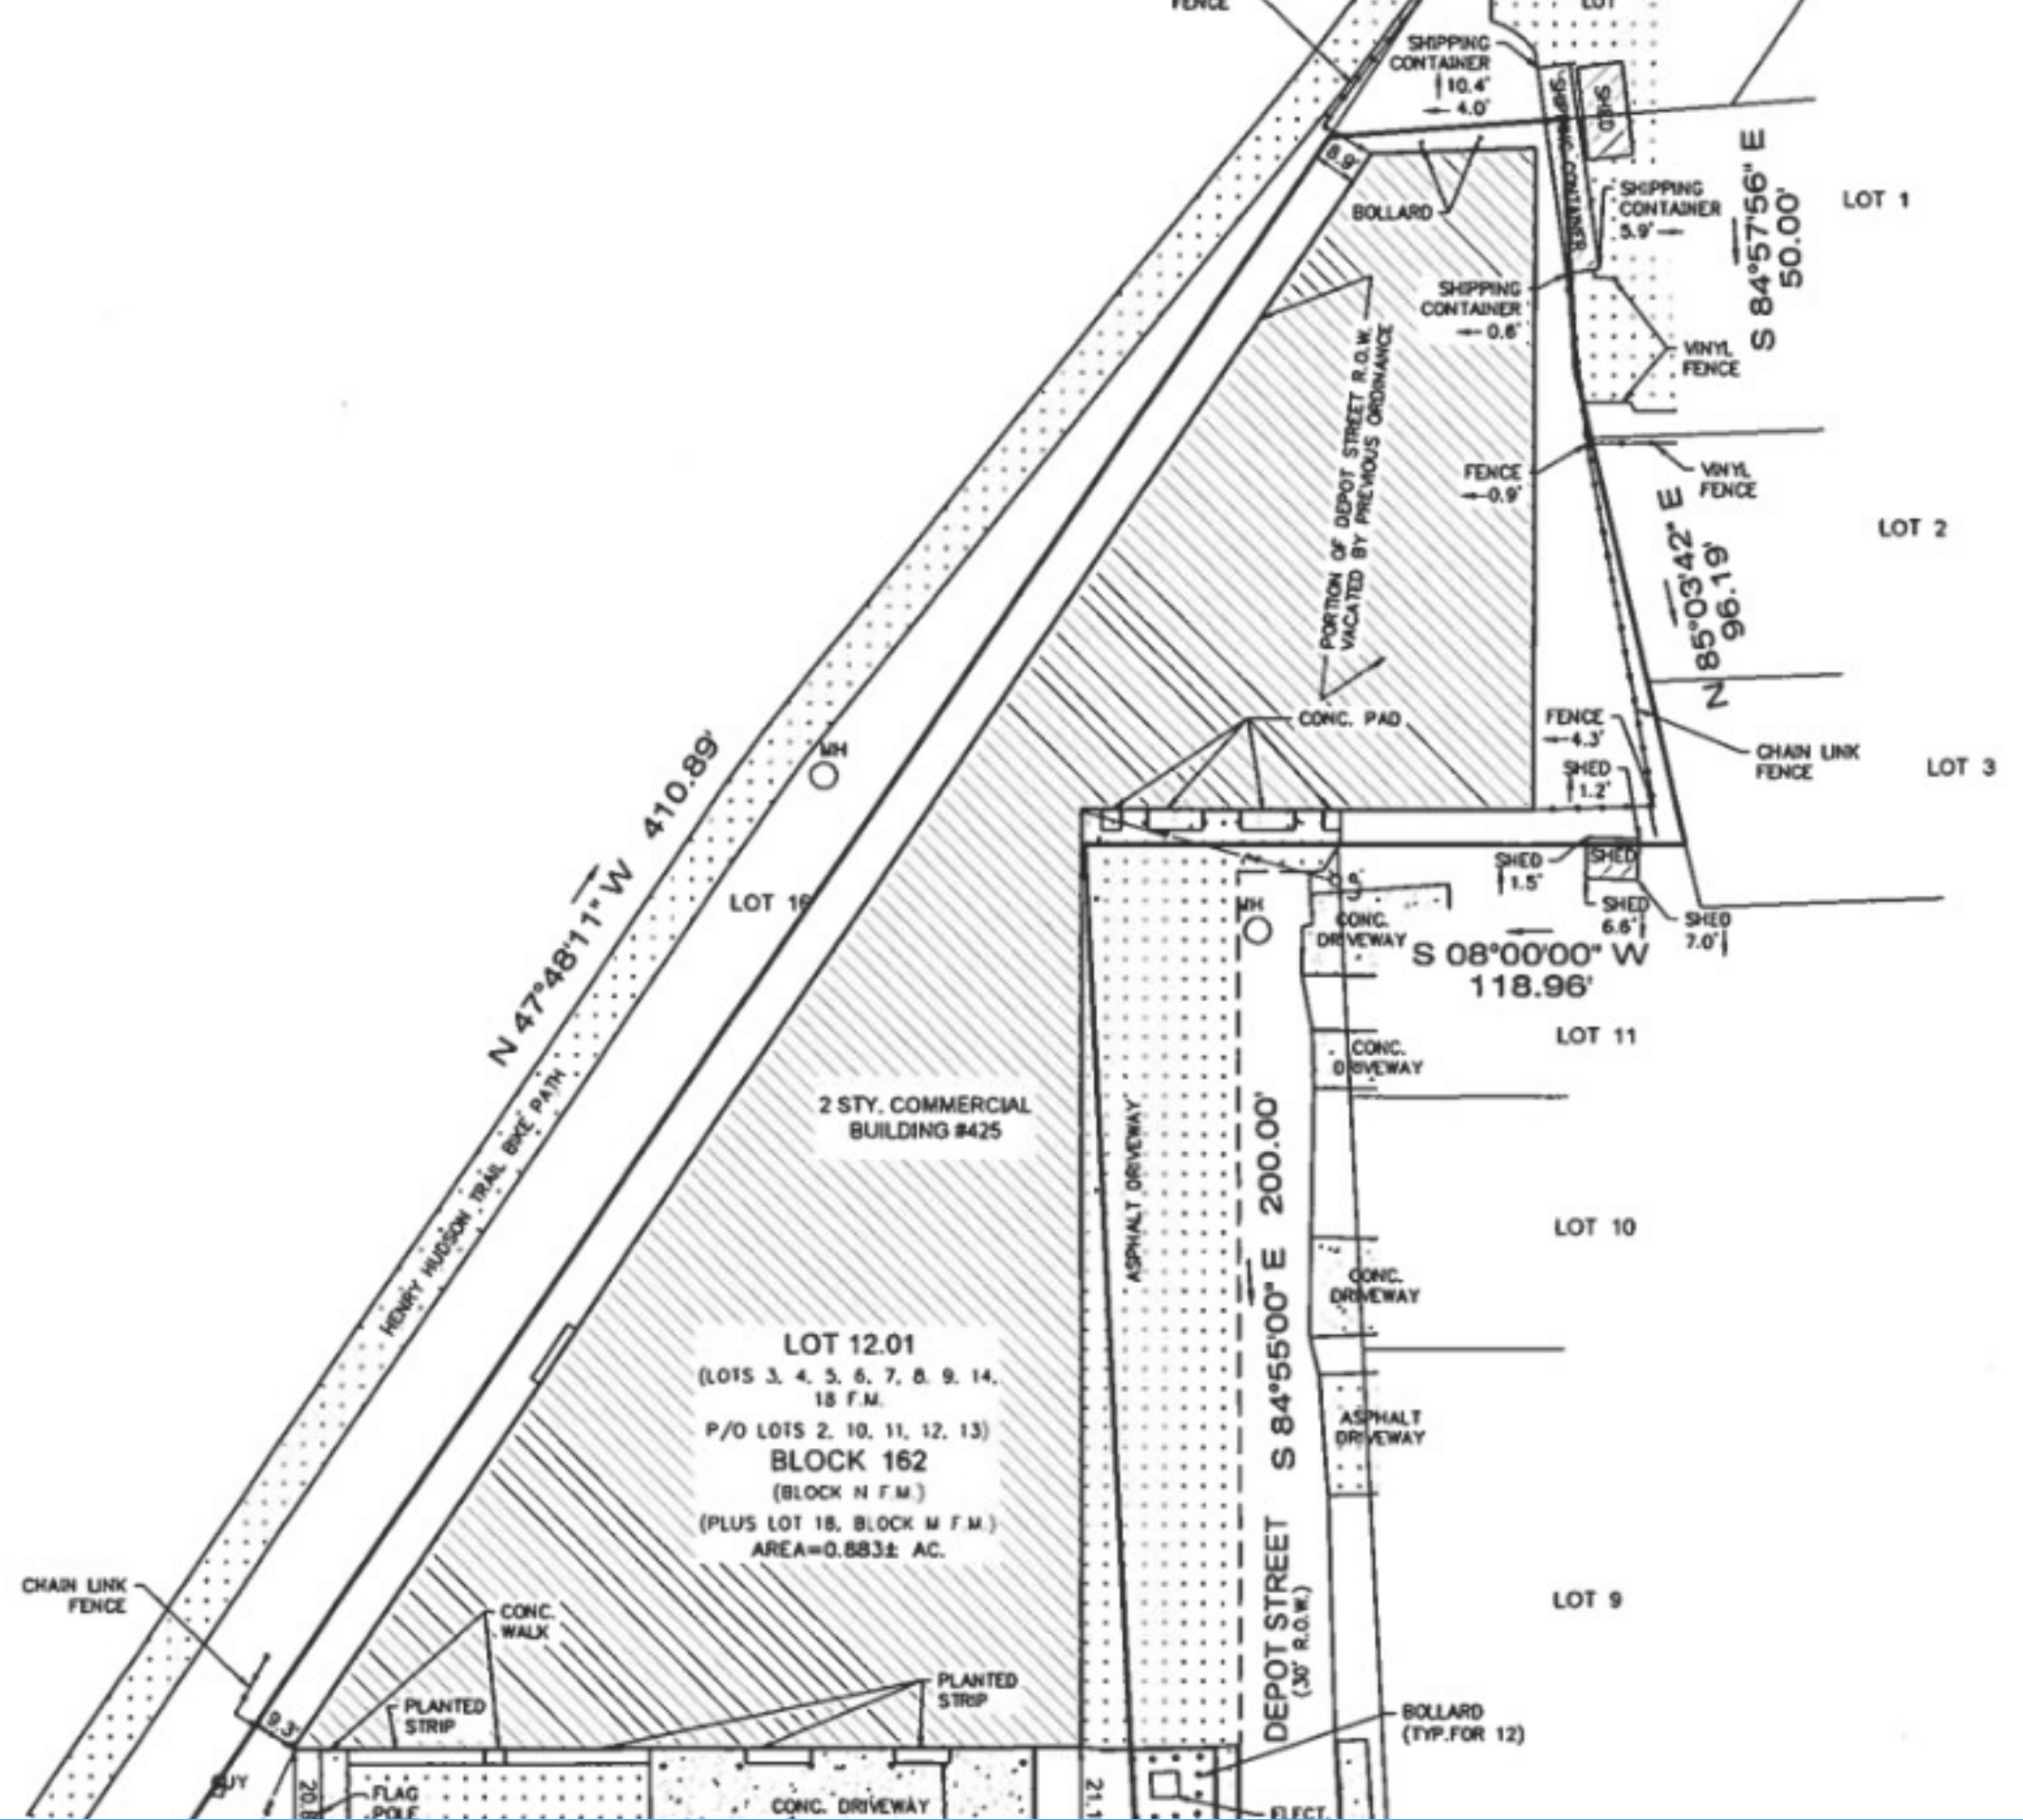 FENCE
LOT
SHIPPING
CONTAINER
10.4'
4.0'
SHIPPING CONTAINER
SHED
8.9'
BOLLARD
SHIPPING
CONTAINER
5.9'
S 84°57'56" E
50.00'
LOT 1
SHIPPING
CONTAINER
0.6'
VINYL
FENCE
PORTION OF DEPOT STREET R.O.W.
VACATED BY PREVIOUS ORDINANCE
FENCE
0.9'
VINYL
FENCE
LOT 2
N 85°03'42" E
96.19'
CONC. PAD
FENCE
4.3'
SHED
1.2'
CHAIN LINK
FENCE
LOT 3
MH
N 47°48'11" W 410.89'
LOT 16
SHED
1.5'
SHED
SHED
6.6'
SHED
7.0'
MH
CONC.
DRIVEWAY
S 08°00'00" W
118.96'
LOT 11
CONC.
DRIVEWAY
HENRY HUDSON TRAIL BIKE PATH
2 STY. COMMERCIAL
BUILDING #425
ASPHALT DRIVEWAY
S 84°55'00" E 200.00'
LOT 10
CONC.
DRIVEWAY
LOT 12.01
(LOTS 3, 4, 5, 6, 7, 8, 9, 14,
18 F.M.
P/O LOTS 2, 10, 11, 12, 13)
BLOCK 162
(BLOCK N F.M.)
(PLUS LOT 18, BLOCK M F.M.)
AREA=0.883± AC.
ASPHALT
DRIVEWAY
DEPOT STREET
(30' R.O.W.)
LOT 9
CHAIN LINK
FENCE
CONC.
WALK
PLANTED
STRIP
PLANTED
STRIP
BOLLARD
(TYP.FOR 12)
9.3'
GUY
20.8
FLAG
POLE
CONC. DRIVEWAY
21.1
ELECT.